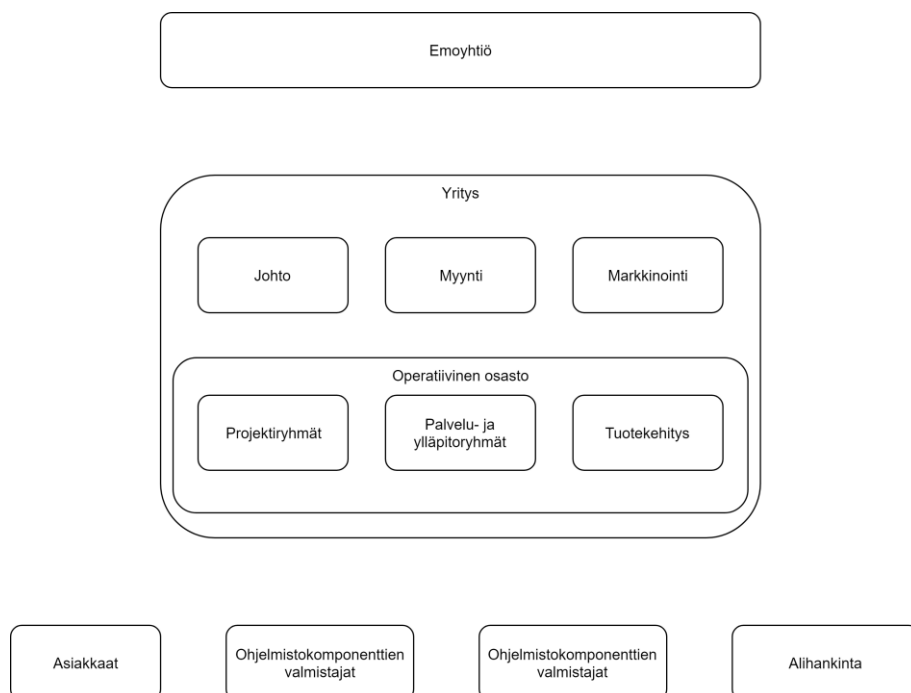 Emoyhtiö
Yritys
Johto
Myynti
Markkinointi
Operatiivinen osasto
Projektiryhmät
Palvelu- ja
ylläpitoryhmät
Tuotekehitys
Asiakkaat
Ohjelmistokomponenttien
valmistajat
Ohjelmistokomponenttien
valmistajat
Alihankinta